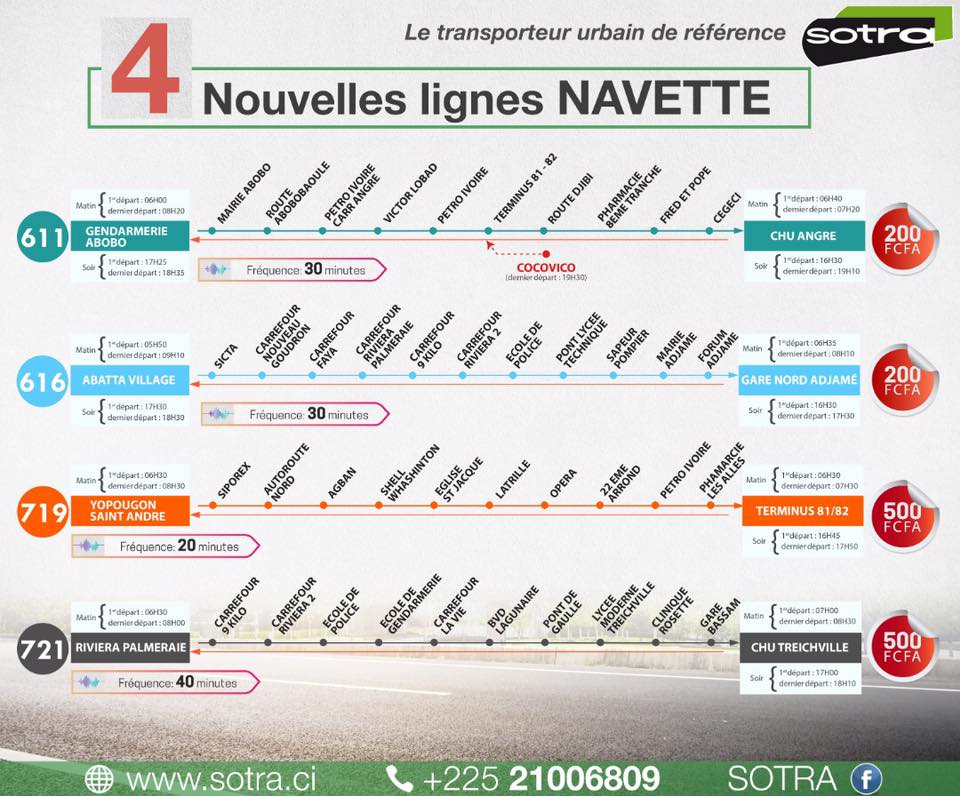 Le transporteur urbain de référence
sotra
4
Nouvelles lignes NAVETTE
611
Matin
1er départ : 06H00
dernier départ : 08H20
GENDARMERIE
ABOBO
Soir
1er départ : 17H25
dernier départ : 18H35
MAIRIE ABOBO
ROUTE
ABOBOBAOULE
PETRO IVOIRE
CARR ANGRE
VICTOR LOBAD
PETRO IVOIRE
TERMINUS 81 - 82
ROUTE DJIBI
PHARMACIE
8EME TRANCHE
FRED ET POPE
CEGECI
COCOVICO
(dernier départ : 19H30)
Fréquence: 30 minutes
Matin
1er départ : 06H40
dernier départ : 07H20
CHU ANGRE
Soir
1er départ : 16H30
dernier départ : 19H10
200
FCFA
616
Matin
1er départ : 05H50
dernier départ : 09H10
ABATTA VILLAGE
Soir
1er départ : 17H30
dernier départ : 18H30
SICTA
CARREFOUR
NOUVEAU
GOUDRON
CARREFOUR
FAYA
CARREFOUR
RIVIERA
PALMERAIE
CARREFOUR
9 KILO
CARREFOUR
RIVIERA 2
ECOLE DE
POLICE
PONT LYCEE
TECHNIQUE
SAPEUR
POMPIER
MAIRIE
ADJAME
FORUM
ADJAME
Fréquence: 30 minutes
Matin
1er départ : 06H35
dernier départ : 08H10
GARE NORD ADJAMÉ
Soir
1er départ : 16H30
dernier départ : 17H30
200
FCFA
719
Matin
1er départ : 06H30
dernier départ : 08H30
YOPOUGON
SAINT ANDRE
SIPOREX
AUTOROUTE
NORD
AGBAN
SHELL
WHASHINTON
EGLISE
ST JACQUE
LATRILLE
OPERA
22 EME
ARROND
PETRO IVOIRE
PHAMARCIE
LES ALLES
Fréquence: 20 minutes
Matin
1er départ : 06H30
dernier départ : 07H30
TERMINUS 81/82
Soir
1er départ : 16H45
dernier départ : 17H50
500
FCFA
721
Matin
1er départ : 06H30
dernier départ : 08H00
RIVIERA PALMERAIE
CARREFOUR
9 KILO
CARREFOUR
RIVIERA 2
ECOLE DE
POLICE
ECOLE DE
GENDARMERIE
CARREFOUR
LA VIE
BVD
LAGUNAIRE
PONT DE
GAULLE
LYCEE
MODERNE
TREICHVILLE
CLINIQUE
ROSETTE
GARE
BASSAM
Fréquence: 40 minutes
Matin
1er départ : 07H00
dernier départ : 08H30
CHU TREICHVILLE
Soir
1er départ : 17H00
dernier départ : 18H10
500
FCFA
www.sotra.ci
+225 21006809
SOTRA f